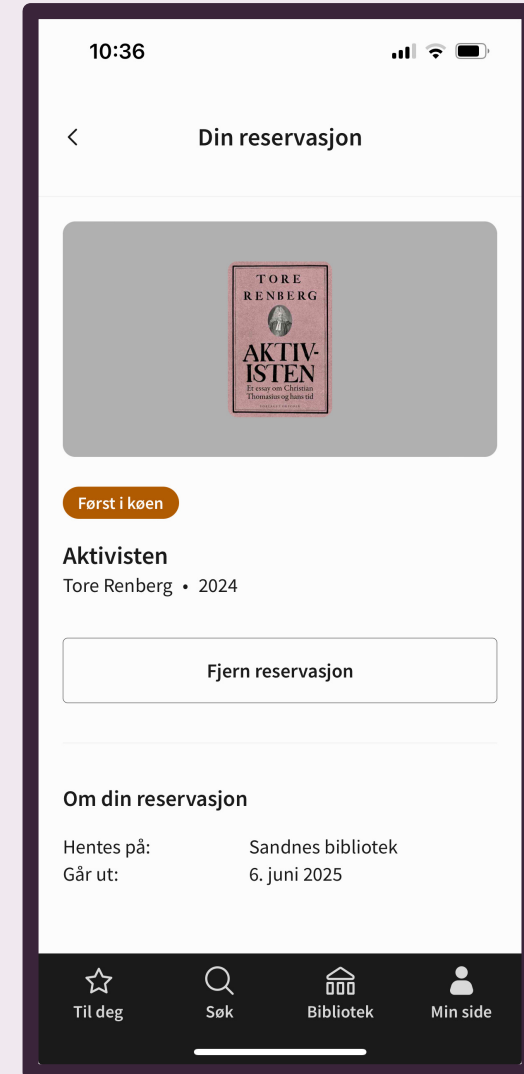 10:36
Din reservasjon
TORE
RENBERG
AKTIV-
ISTEN
Et essay om Christian
Thomasius og hans tid
Først i køen
Aktivisten
Tore Renberg • 2024
Fjern reservasjon
Om din reservasjon
Hentes på: Sandnes bibliotek
Går ut: 6. juni 2025
Til deg Søk Bibliotek Min side